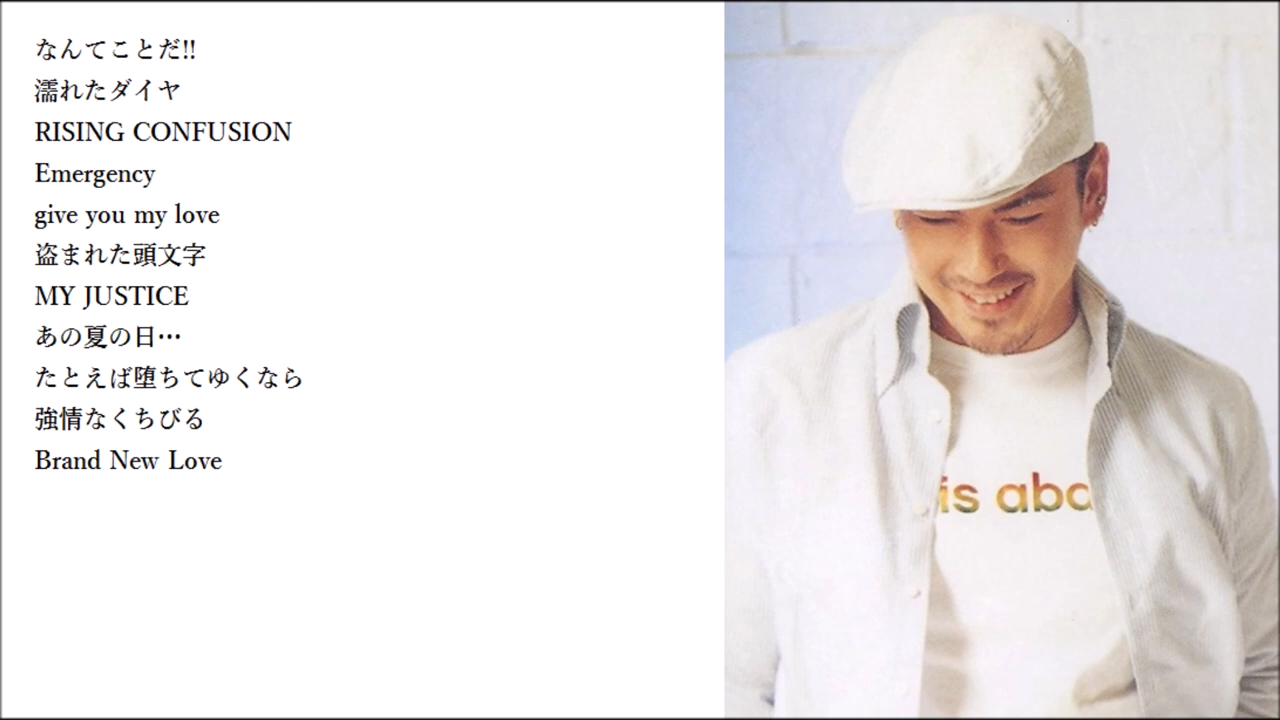 なんてことだ!!
濡れたダイヤ
RISING CONFUSION
Emergency
give you my love
盗まれた頭文字
MY JUSTICE
あの夏の日…
たとえば堕ちてゆくなら
強情なくちびる
Brand New Love
is abo